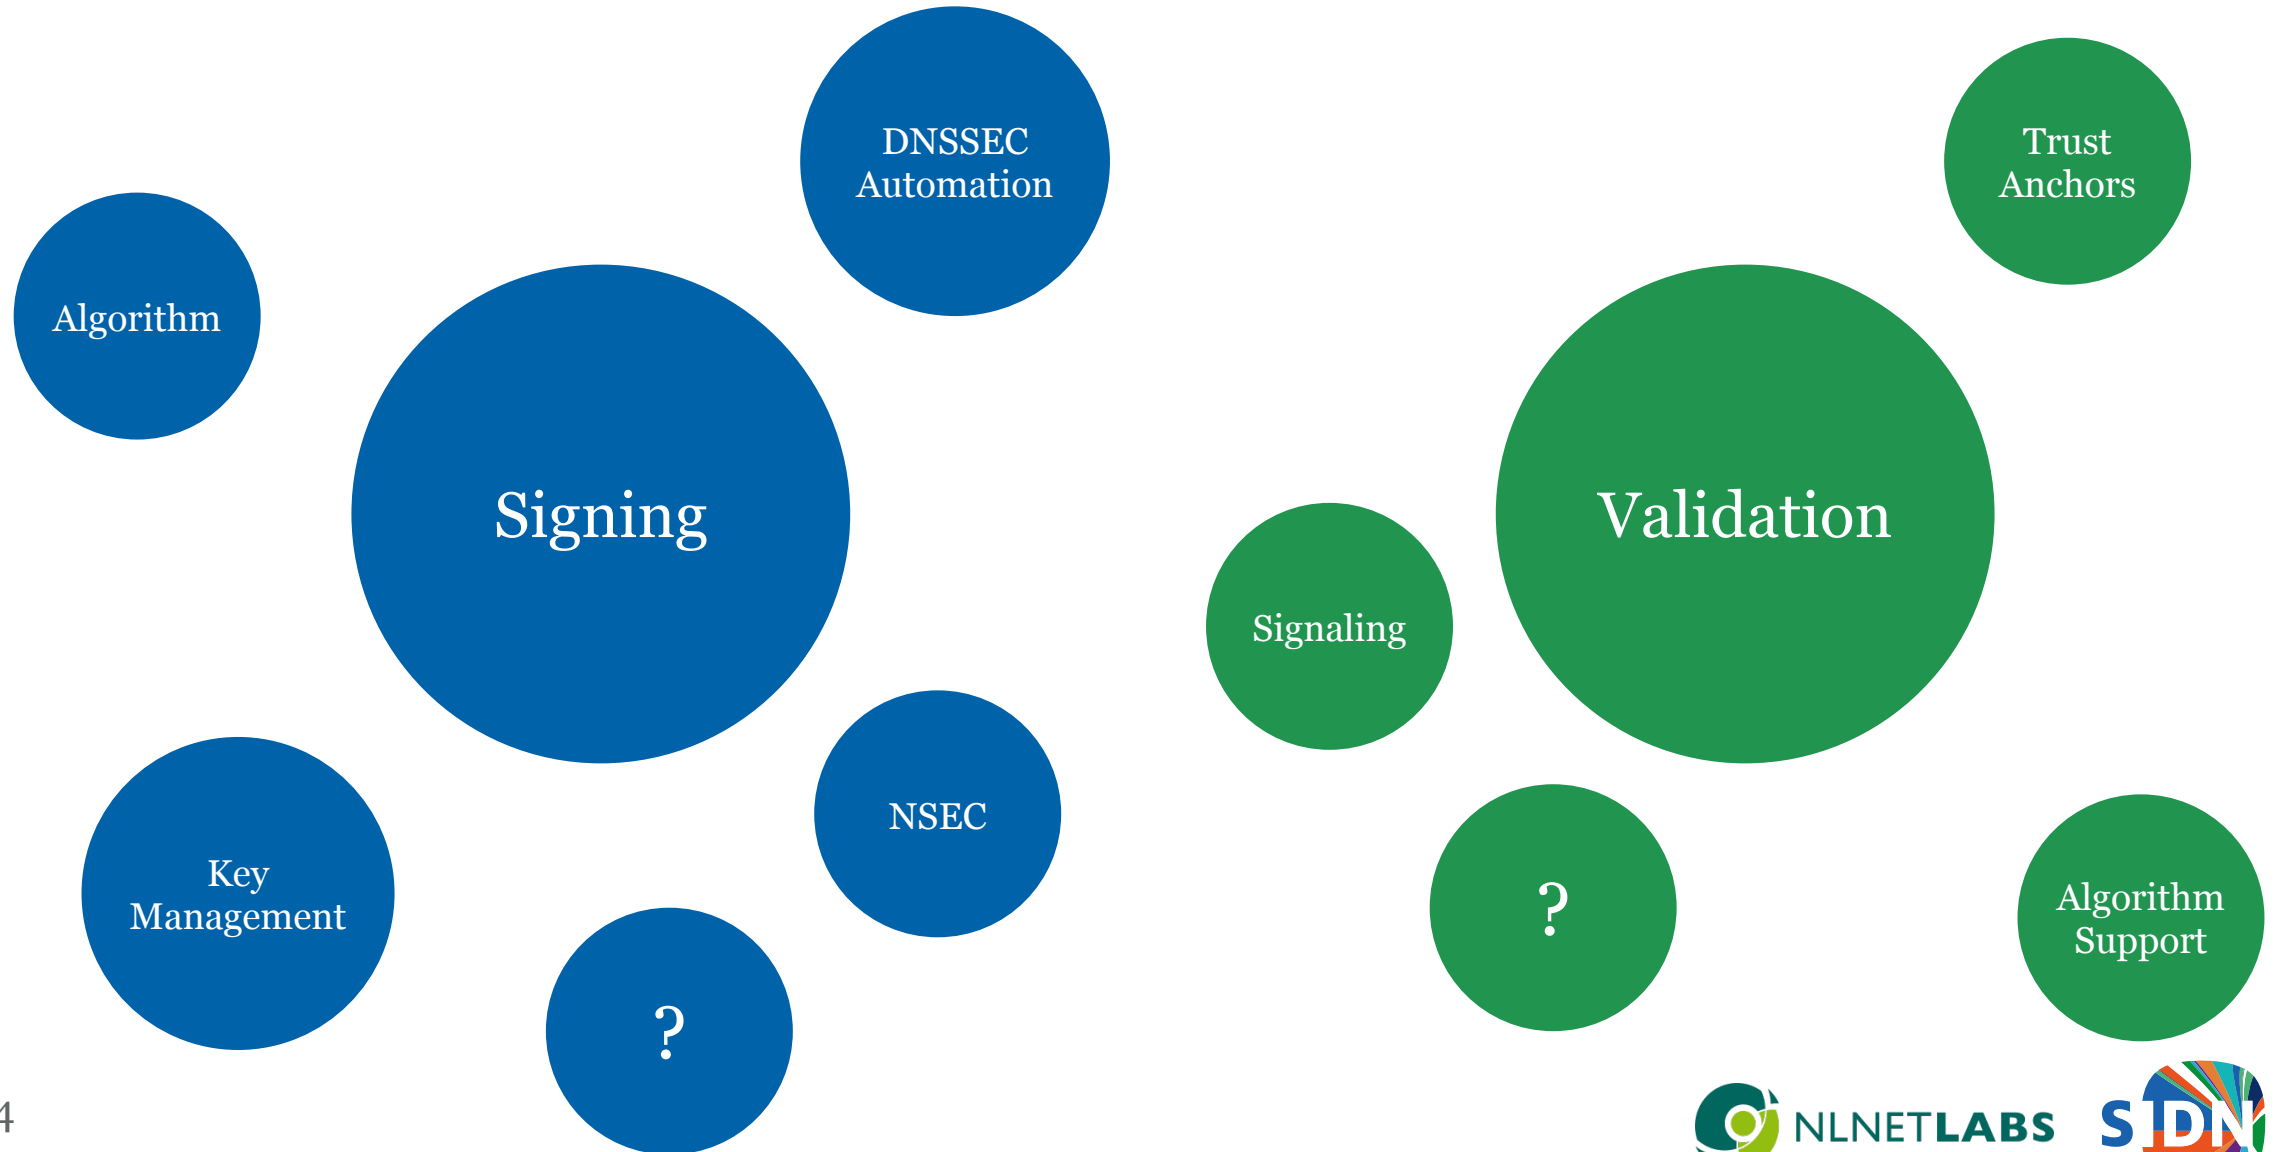 DNSSEC
Automation
Algorithm
Signing
NSEC
Key
Management
?
Trust
Anchors
Validation
Signaling
?
Algorithm
Support
4
NLNETLABS
SIDN